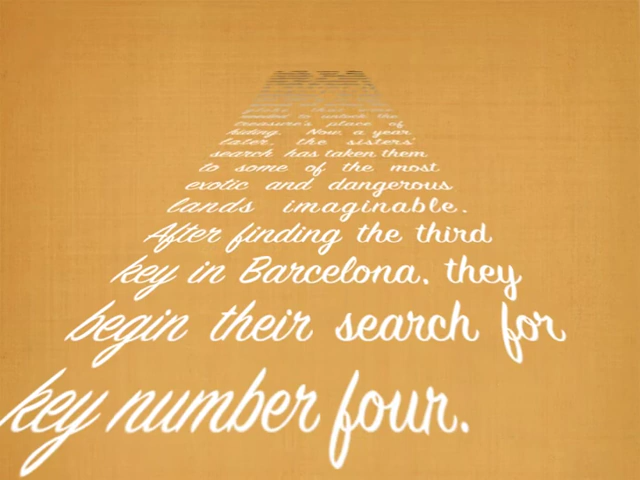 needed to unlock the
treasure's place of
hiding. Now, a year
later, the sisters'
search has taken them
to some of the most
exotic and dangerous
lands imaginable.
After finding the third
key in Barcelona, they
begin their search for
key number four.